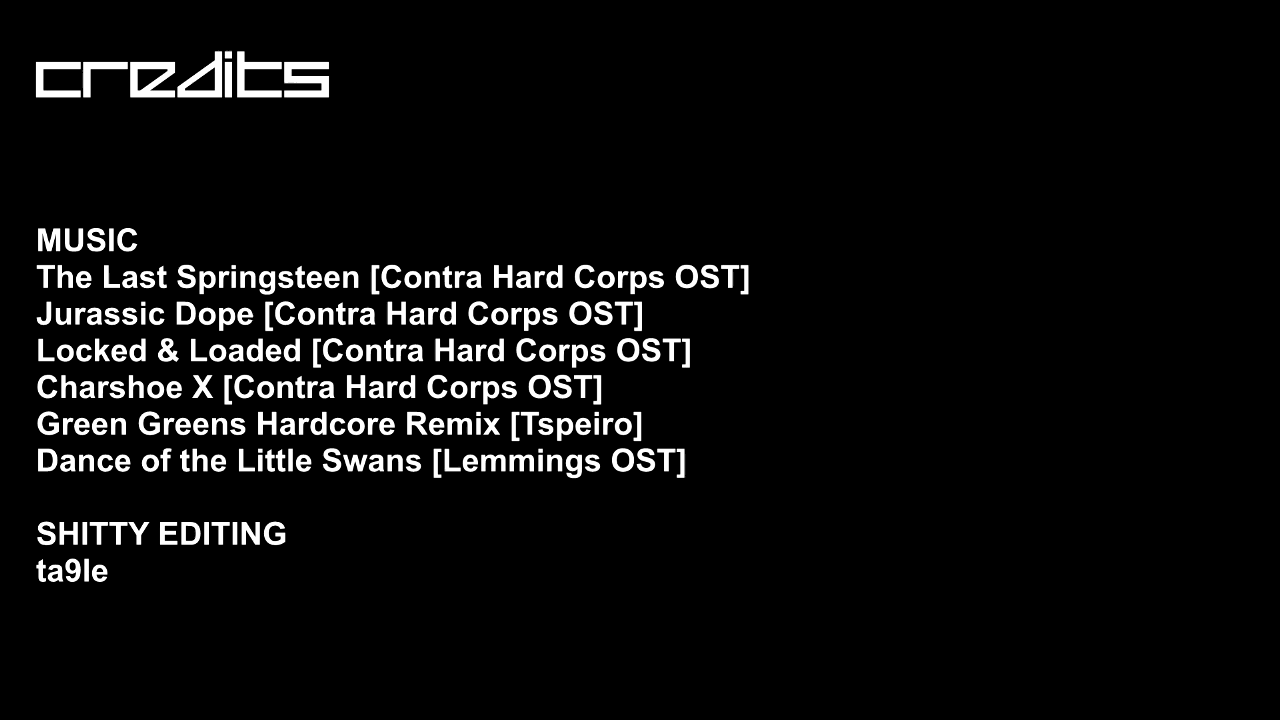 credits
MUSIC
The Last Springsteen [Contra Hard Corps OST]
Jurassic Dope [Contra Hard Corps OST]
Locked & Loaded [Contra Hard Corps OST]
Charshoe X [Contra Hard Corps OST]
Green Greens Hardcore Remix [Tspeiro]
Dance of the Little Swans [Lemmings OST]
SHITTY EDITING
ta9le